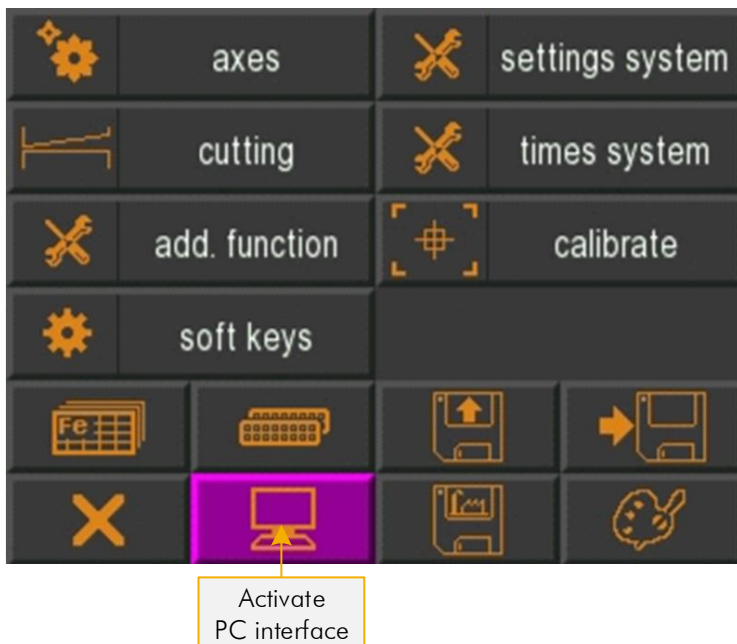 axes
settings system
cutting
times system
add. function
calibrate
soft keys
Fe
Activate
PC interface